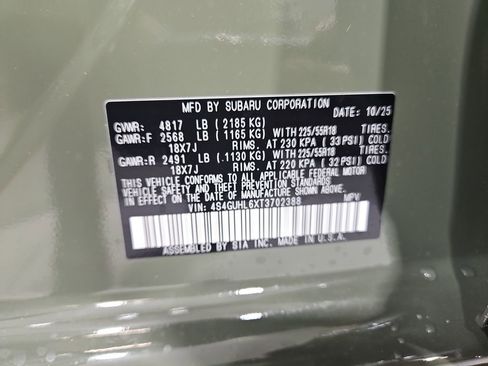 MFD BY SUBARU CORPORATION DATE: 10/25
GVWR: 4817 LB (2185 KG)
GAWR:F 2568 LB (1165 KG) WITH 225/55R18 TIRES.
18X7J RIMS. AT 230 KPA (33 PSI) COLD
GAWR:R 2491 LB (1130 KG) WITH 225/55R18 TIRES.
18X7J RIMS. AT 220 KPA (32 PSI) COLD
THIS VEHICLE CONFORMS TO ALL APPLICABLE FEDERAL MOTOR
VEHICLE SAFETY AND THEFT PREVENTION STANDARDS IN EFFECT
ON THE DATE OF MANUFACTURE SHOWN ABOVE.
VEHICLE IDENTIFICATION NUMBER: 4S4GUHL6XT3702388 MPV
ASSEMBLED BY SIA INC. MADE IN U.S.A.